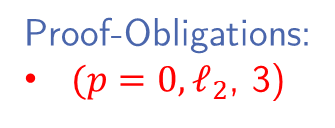 Proof-Obligations:
• (p = 0, ℓ₂, 3)